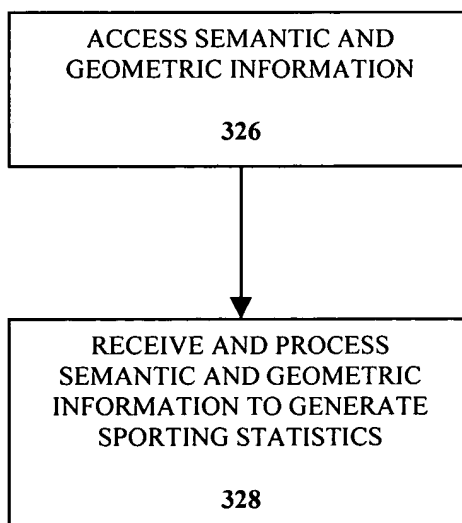 ACCESS SEMANTIC AND
GEOMETRIC INFORMATION
326
RECEIVE AND PROCESS
SEMANTIC AND GEOMETRIC
INFORMATION TO GENERATE
SPORTING STATISTICS
328